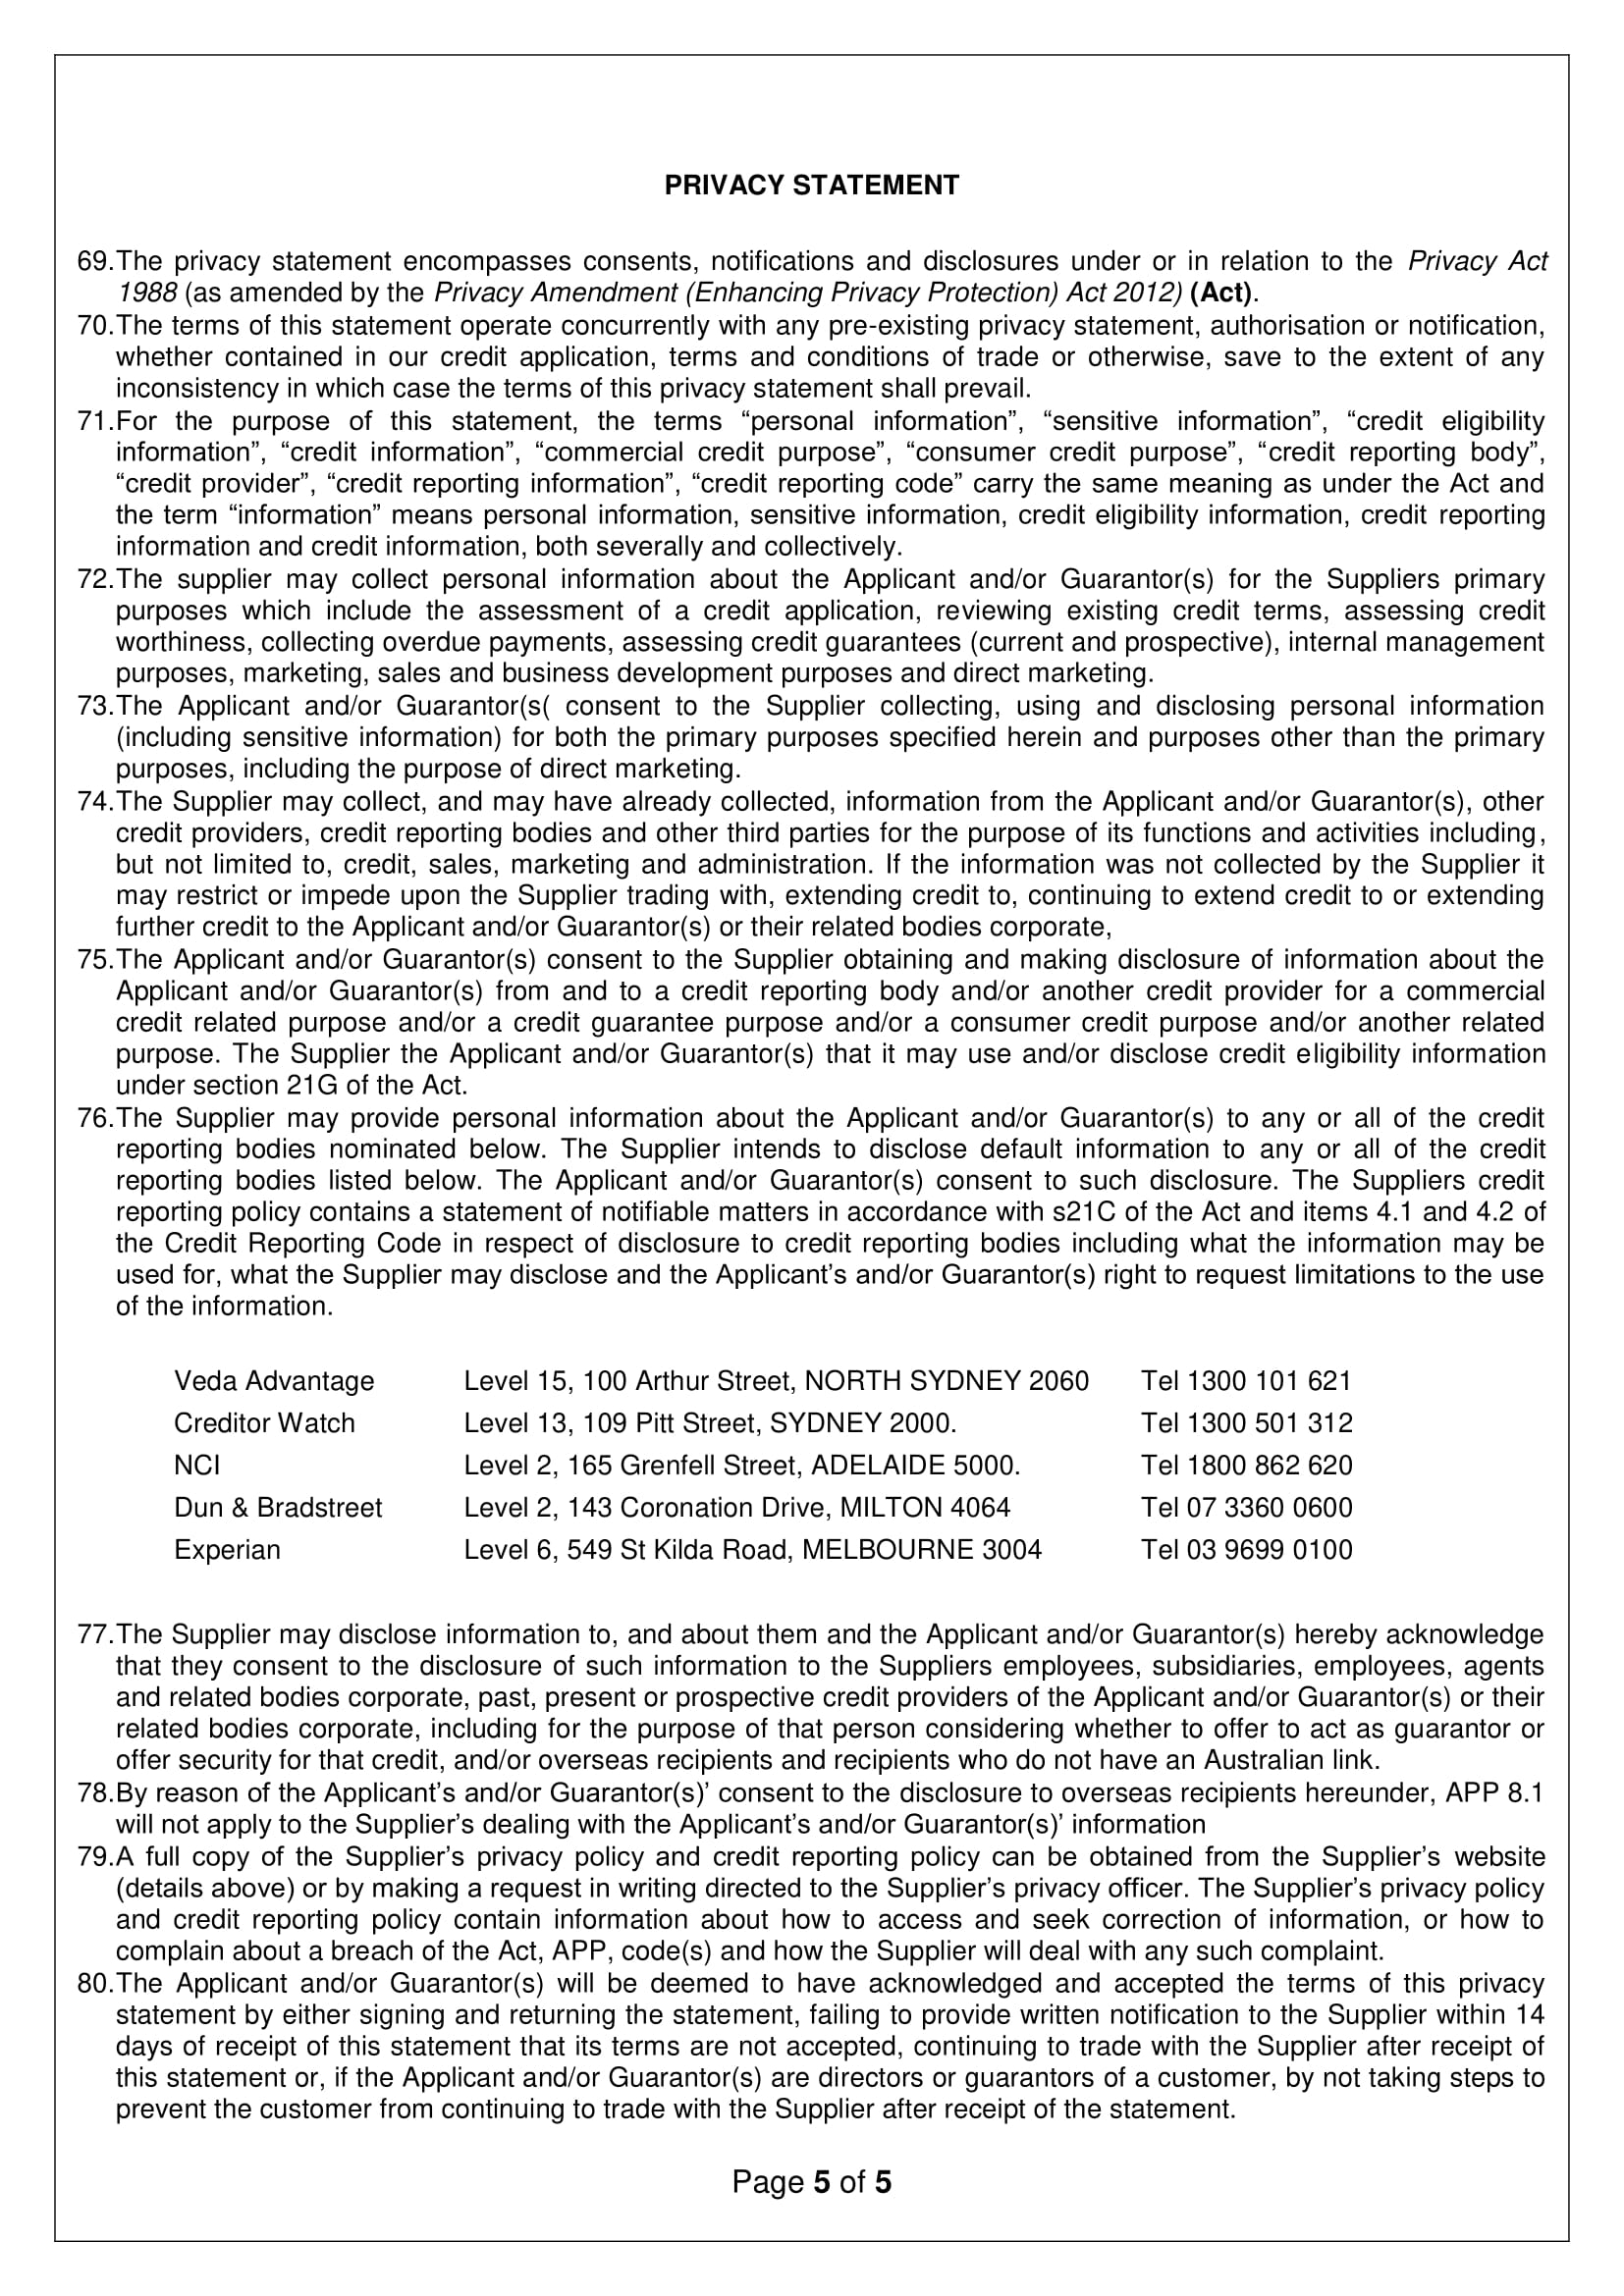 PRIVACY STATEMENT
69.The privacy statement encompasses consents, notifications and disclosures under or in relation to the Privacy Act
1988 (as amended by the Privacy Amendment (Enhancing Privacy Protection) Act 2012) (Act).
70.The terms of this statement operate concurrently with any pre-existing privacy statement, authorisation or notification,
whether contained in our credit application, terms and conditions of trade or otherwise, save to the extent of any
inconsistency in which case the terms of this privacy statement shall prevail.
71.For the purpose of this statement, the terms “personal information”, “sensitive information”, “credit eligibility
information”, “credit information”, “commercial credit purpose”, “consumer credit purpose”, “credit reporting body”,
“credit provider”, “credit reporting information”, “credit reporting code” carry the same meaning as under the Act and
the term “information” means personal information, sensitive information, credit eligibility information, credit reporting
information and credit information, both severally and collectively.
72.The supplier may collect personal information about the Applicant and/or Guarantor(s) for the Suppliers primary
purposes which include the assessment of a credit application, reviewing existing credit terms, assessing credit
worthiness, collecting overdue payments, assessing credit guarantees (current and prospective), internal management
purposes, marketing, sales and business development purposes and direct marketing.
73.The Applicant and/or Guarantor(s( consent to the Supplier collecting, using and disclosing personal information
(including sensitive information) for both the primary purposes specified herein and purposes other than the primary
purposes, including the purpose of direct marketing.
74.The Supplier may collect, and may have already collected, information from the Applicant and/or Guarantor(s), other
credit providers, credit reporting bodies and other third parties for the purpose of its functions and activities including,
but not limited to, credit, sales, marketing and administration. If the information was not collected by the Supplier it
may restrict or impede upon the Supplier trading with, extending credit to, continuing to extend credit to or extending
further credit to the Applicant and/or Guarantor(s) or their related bodies corporate,
75.The Applicant and/or Guarantor(s) consent to the Supplier obtaining and making disclosure of information about the
Applicant and/or Guarantor(s) from and to a credit reporting body and/or another credit provider for a commercial
credit related purpose and/or a credit guarantee purpose and/or a consumer credit purpose and/or another related
purpose. The Supplier the Applicant and/or Guarantor(s) that it may use and/or disclose credit eligibility information
under section 21G of the Act.
76.The Supplier may provide personal information about the Applicant and/or Guarantor(s) to any or all of the credit
reporting bodies nominated below. The Supplier intends to disclose default information to any or all of the credit
reporting bodies listed below. The Applicant and/or Guarantor(s) consent to such disclosure. The Suppliers credit
reporting policy contains a statement of notifiable matters in accordance with s21C of the Act and items 4.1 and 4.2 of
the Credit Reporting Code in respect of disclosure to credit reporting bodies including what the information may be
used for, what the Supplier may disclose and the Applicant’s and/or Guarantor(s) right to request limitations to the use
of the information.
Veda Advantage Level 15, 100 Arthur Street, NORTH SYDNEY 2060 Tel 1300 101 621
Creditor Watch Level 13, 109 Pitt Street, SYDNEY 2000. Tel 1300 501 312
NCI Level 2, 165 Grenfell Street, ADELAIDE 5000. Tel 1800 862 620
Dun & Bradstreet Level 2, 143 Coronation Drive, MILTON 4064 Tel 07 3360 0600
Experian Level 6, 549 St Kilda Road, MELBOURNE 3004 Tel 03 9699 0100
77.The Supplier may disclose information to, and about them and the Applicant and/or Guarantor(s) hereby acknowledge
that they consent to the disclosure of such information to the Suppliers employees, subsidiaries, employees, agents
and related bodies corporate, past, present or prospective credit providers of the Applicant and/or Guarantor(s) or their
related bodies corporate, including for the purpose of that person considering whether to offer to act as guarantor or
offer security for that credit, and/or overseas recipients and recipients who do not have an Australian link.
78.By reason of the Applicant’s and/or Guarantor(s)’ consent to the disclosure to overseas recipients hereunder, APP 8.1
will not apply to the Supplier’s dealing with the Applicant’s and/or Guarantor(s)’ information
79.A full copy of the Supplier’s privacy policy and credit reporting policy can be obtained from the Supplier’s website
(details above) or by making a request in writing directed to the Supplier’s privacy officer. The Supplier’s privacy policy
and credit reporting policy contain information about how to access and seek correction of information, or how to
complain about a breach of the Act, APP, code(s) and how the Supplier will deal with any such complaint.
80.The Applicant and/or Guarantor(s) will be deemed to have acknowledged and accepted the terms of this privacy
statement by either signing and returning the statement, failing to provide written notification to the Supplier within 14
days of receipt of this statement that its terms are not accepted, continuing to trade with the Supplier after receipt of
this statement or, if the Applicant and/or Guarantor(s) are directors or guarantors of a customer, by not taking steps to
prevent the customer from continuing to trade with the Supplier after receipt of the statement.
Page 5 of 5